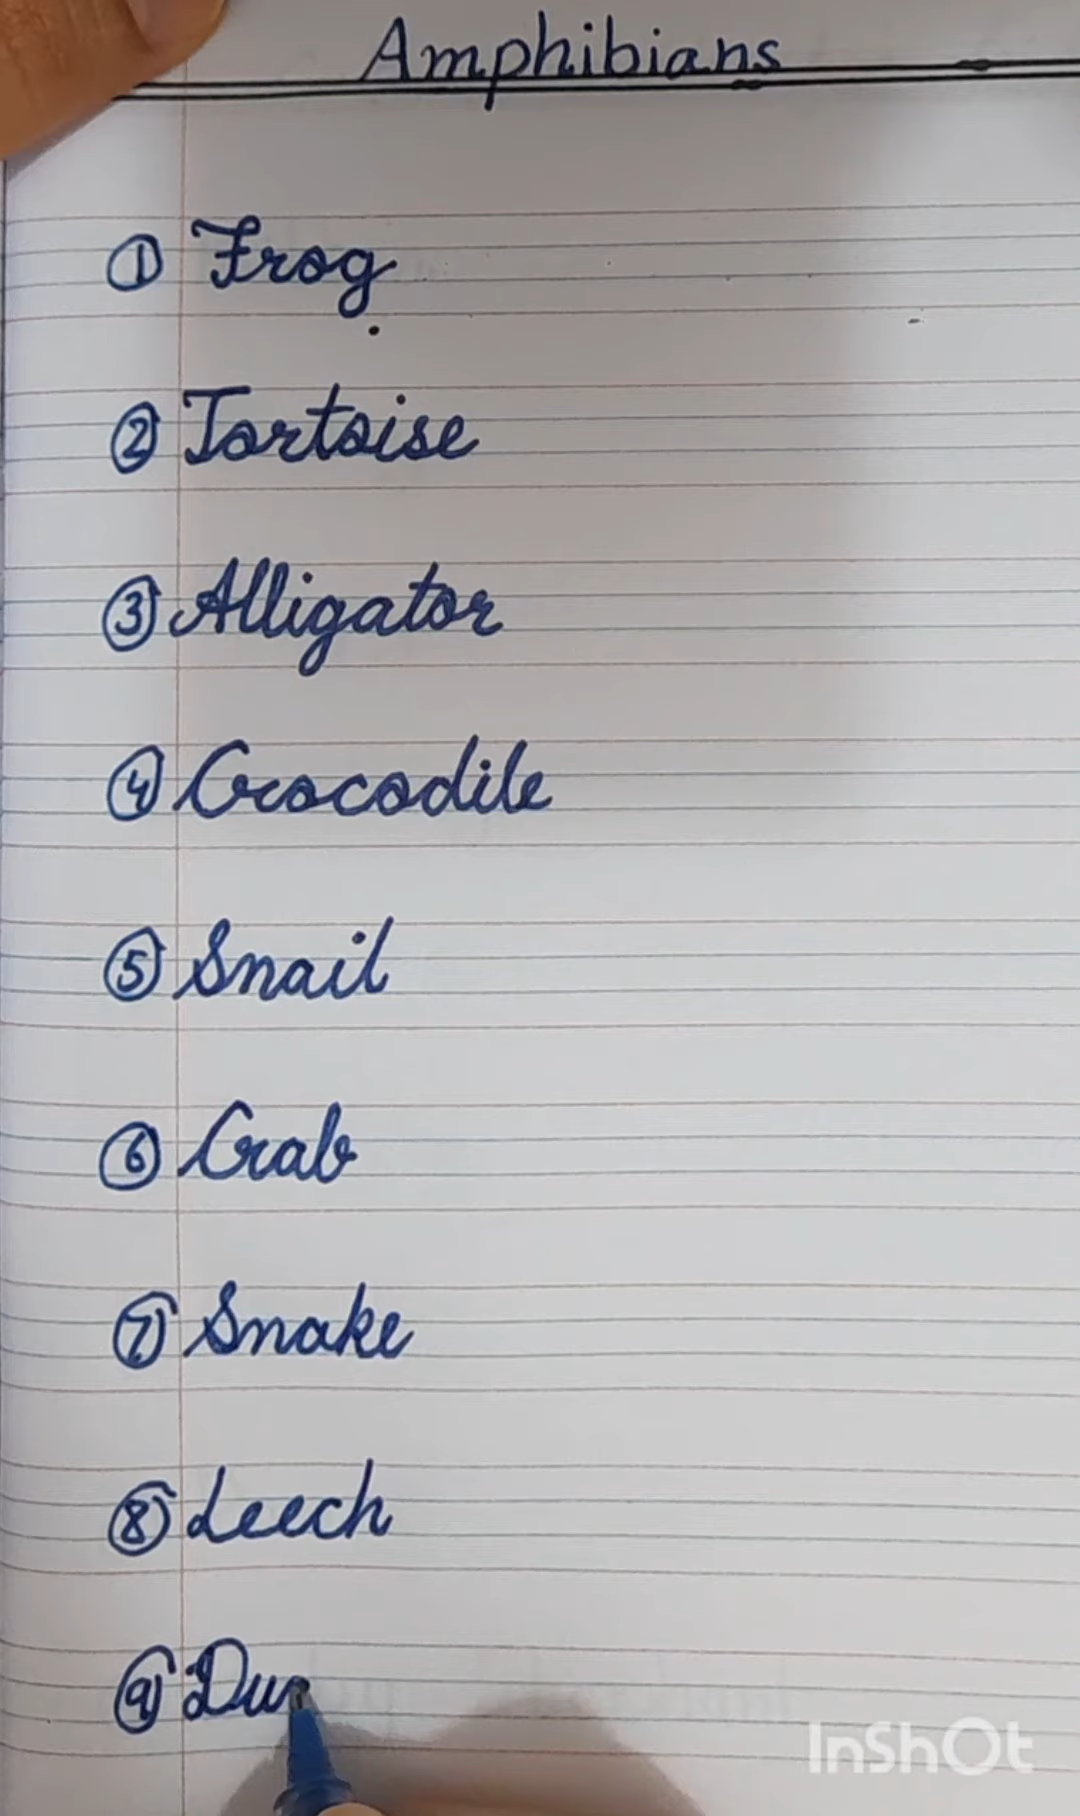 Amphibians
① Frog
② Tortoise
③ Alligator
④ Crocodile
⑤ Snail
⑥ Crab
⑦ Snake
⑧ Leech
⑨ Du
InShOt